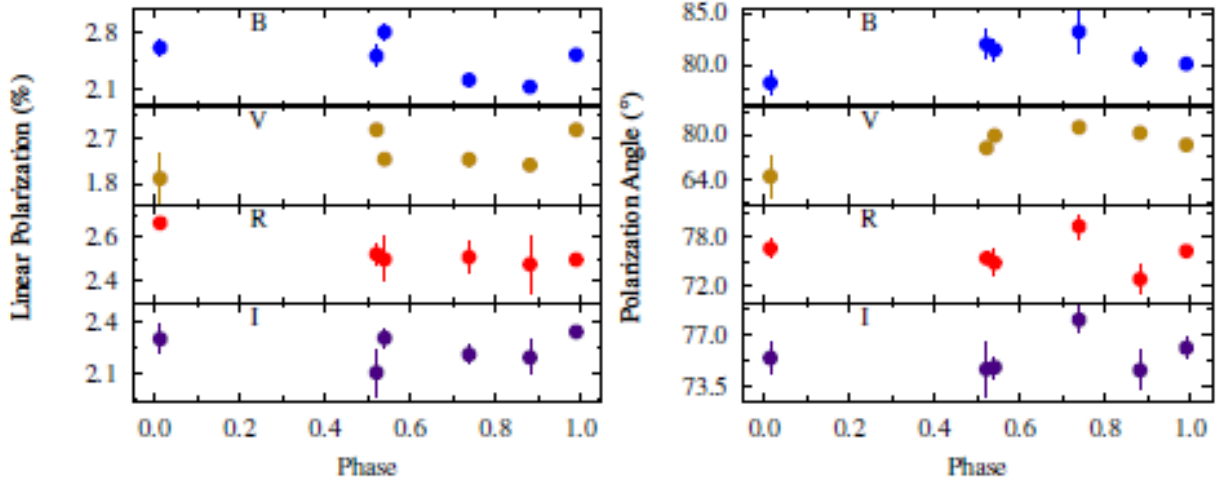 Linear Polarization (%)
B
2.8
2.1
V
2.7
1.8
R
2.6
2.4
I
2.4
2.1
0.0 0.2 0.4 0.6 0.8 1.0
Phase
Polarization Angle (°)
B
85.0
80.0
V
80.0
64.0
R
78.0
72.0
I
77.0
73.5
0.0 0.2 0.4 0.6 0.8 1.0
Phase